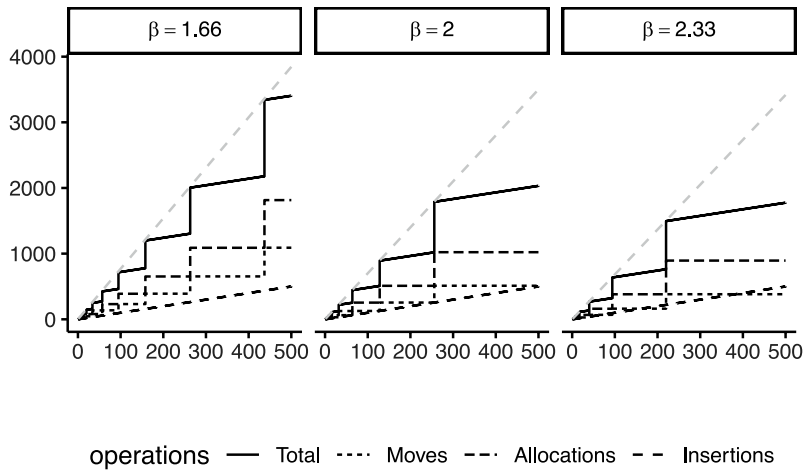 β = 1.66 β = 2 β = 2.33
4000
3000
2000
1000
0
0 100 200 300 400 500 0 100 200 300 400 500 0 100 200 300 400 500
operations Total Moves Allocations Insertions